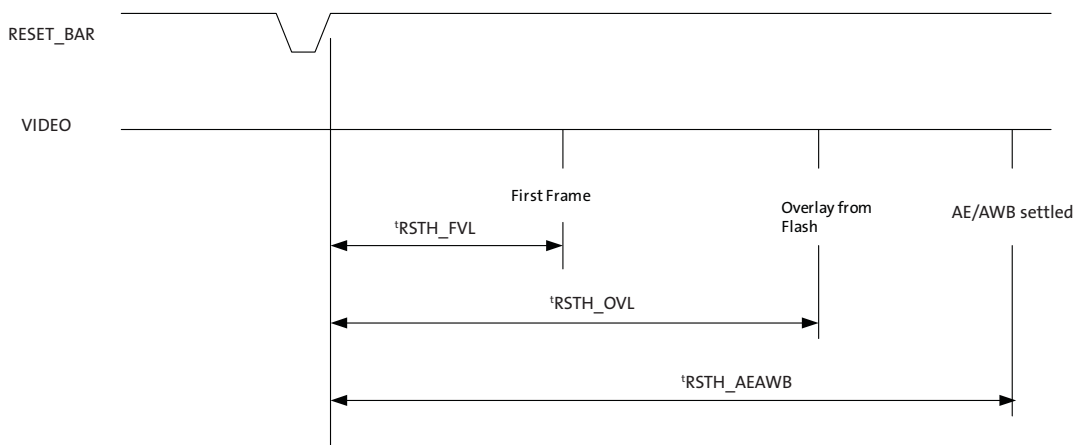 RESET_BAR
VIDEO
First Frame
Overlay from
Flash
AE/AWB settled
tRSTH_FVL
tRSTH_OVL
tRSTH_AEAWB